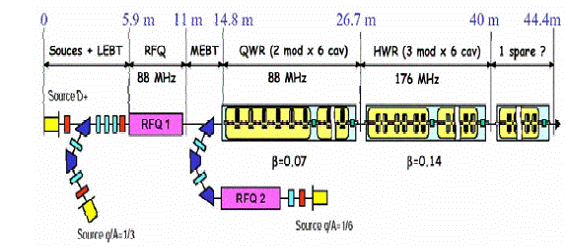 0 5.9 m 11 m 14.8 m 26.7 m 40 m 44.4m
Souces + LEBT RFQ MEBT QWR (2 mod x 6 cav) HWR (3 mod x 6 cav) 1 spare ?
88 MHz 88 MHz 176 MHz
Source D+
RFQ 1
β=0.07 β=0.14
RFQ 2
Source q/A=1/6
Source q/A=1/3